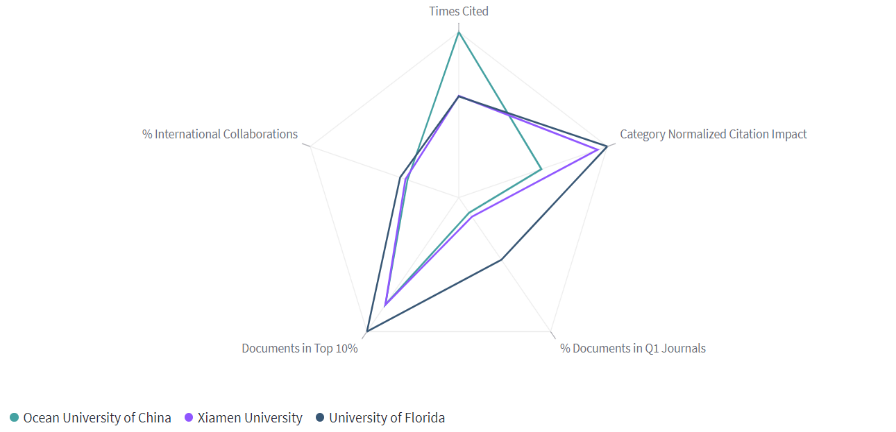 Times Cited
% International Collaborations
Category Normalized Citation Impact
Documents in Top 10%
% Documents in Q1 Journals
Ocean University of China Xiamen University University of Florida